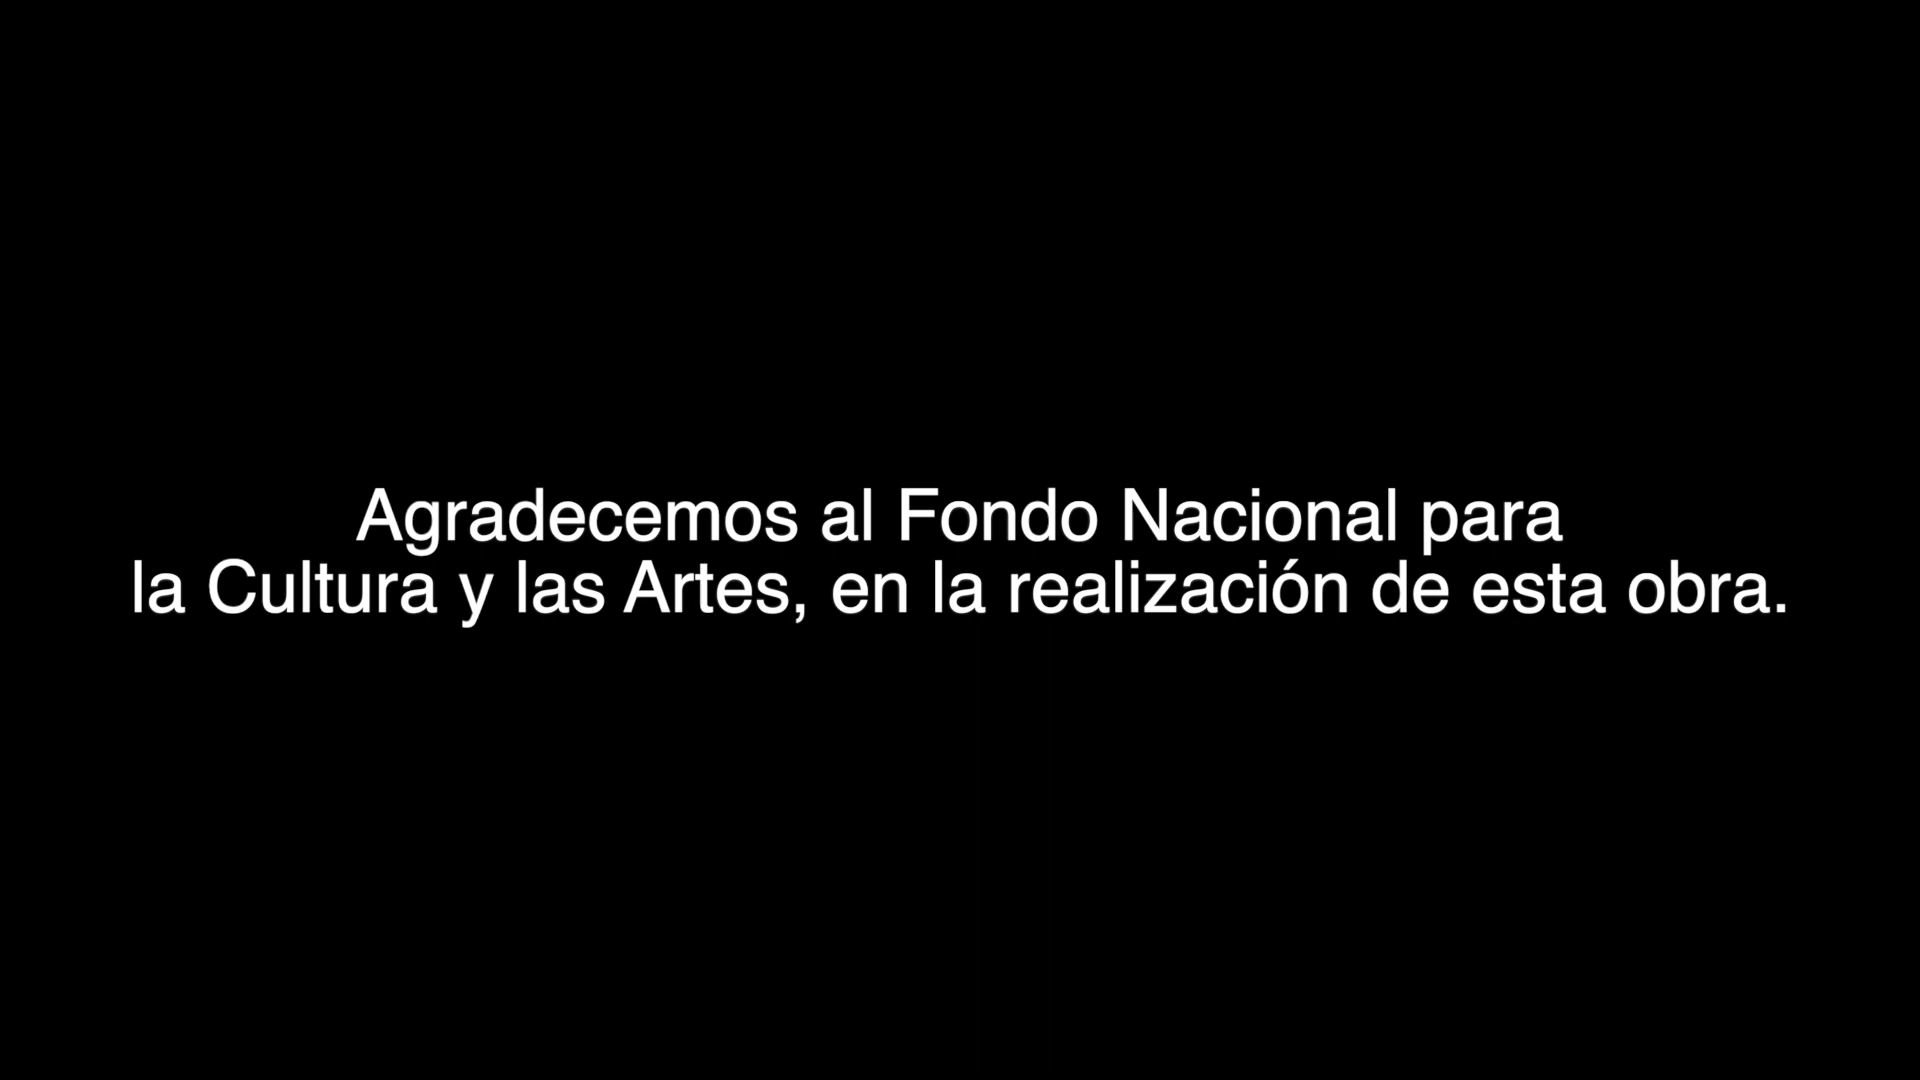 Agradecemos al Fondo Nacional para
la Cultura y las Artes, en la realización de esta obra.